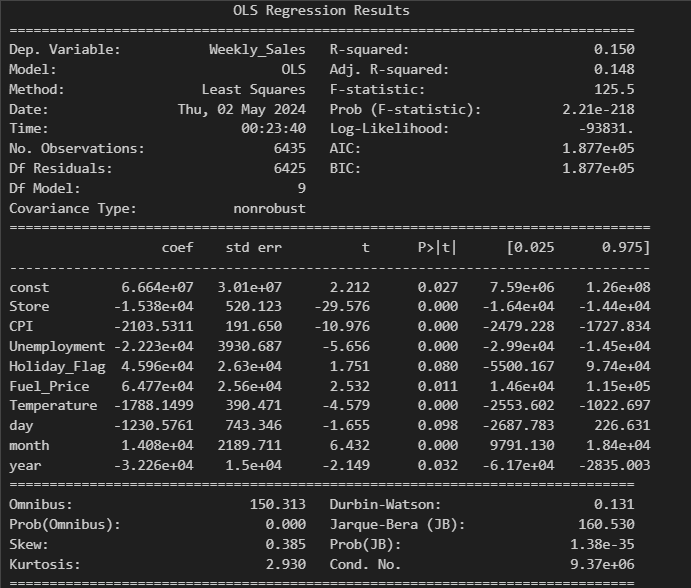 OLS Regression Results
==============================================================================
Dep. Variable:           Weekly_Sales   R-squared:                       0.150
Model:                            OLS   Adj. R-squared:                  0.148
Method:                 Least Squares   F-statistic:                     125.5
Date:                Thu, 02 May 2024   Prob (F-statistic):          2.21e-218
Time:                        00:23:40   Log-Likelihood:                -93831.
No. Observations:                6435   AIC:                         1.877e+05
Df Residuals:                    6425   BIC:                         1.877e+05
Df Model:                           9
Covariance Type:            nonrobust
================================================================================
                   coef    std err          t      P>|t|      [0.025      0.975]
--------------------------------------------------------------------------------
const         6.664e+07   3.01e+07      2.212      0.027    7.59e+06    1.26e+08
Store        -1.538e+04    520.123    -29.576      0.000   -1.64e+04   -1.44e+04
CPI          -2103.5311    191.650    -10.976      0.000   -2479.228   -1727.834
Unemployment -2.223e+04   3930.687     -5.656      0.000   -2.99e+04   -1.45e+04
Holiday_Flag  4.596e+04   2.63e+04      1.751      0.080   -5500.167    9.74e+04
Fuel_Price    6.477e+04   2.56e+04      2.532      0.011    1.46e+04    1.15e+05
Temperature  -1788.1499    390.471     -4.579      0.000   -2553.602   -1022.697
day          -1230.5761    743.346     -1.655      0.098   -2687.783     226.631
month         1.408e+04   2189.711      6.432      0.000    9791.130    1.84e+04
year         -3.226e+04    1.5e+04     -2.149      0.032   -6.17e+04   -2835.003
==============================================================================
Omnibus:                      150.313   Durbin-Watson:                   0.131
Prob(Omnibus):                  0.000   Jarque-Bera (JB):              160.530
Skew:                           0.385   Prob(JB):                     1.38e-35
Kurtosis:                       2.930   Cond. No.                     9.37e+06
==============================================================================